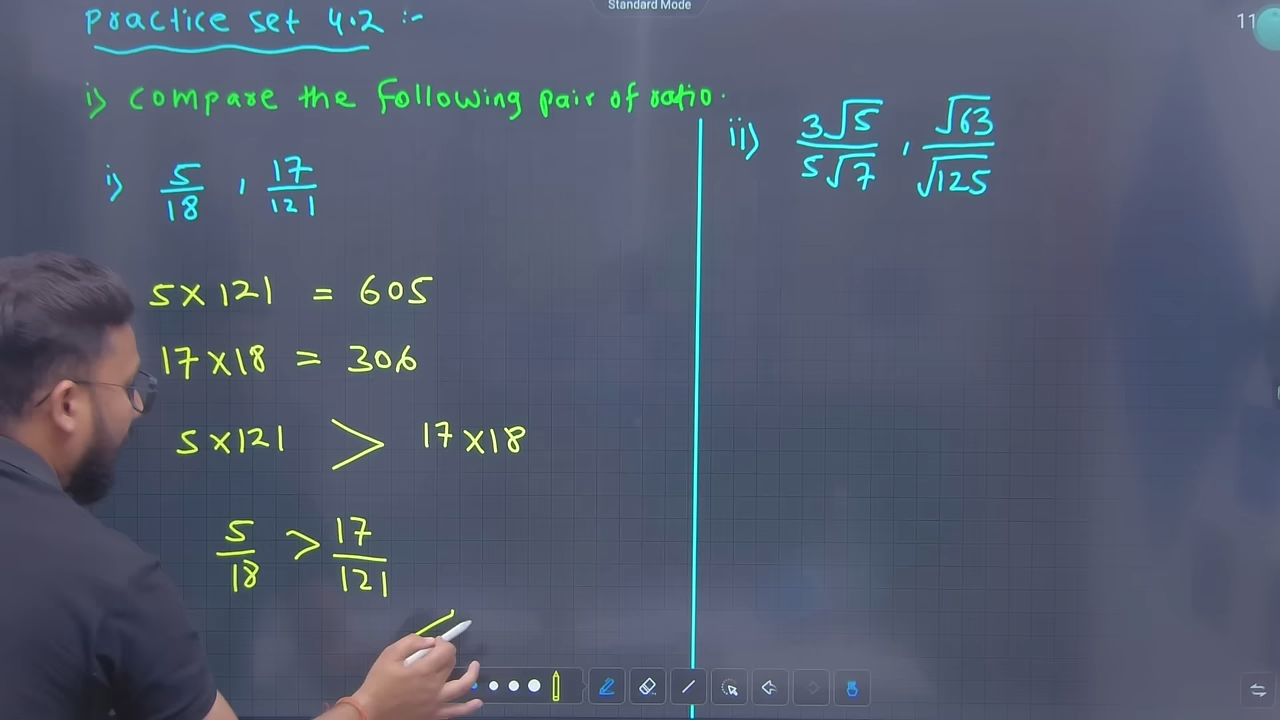 Standard Mode
11
Practice set 4.2 :-
i) compare the following pair of ratio.
i) 5/18 , 17/121
5 × 121 = 605
17 × 18 = 306
5 × 121 > 17 × 18
5/18 > 17/121
ii) 3√5/5√7 , √63/√125